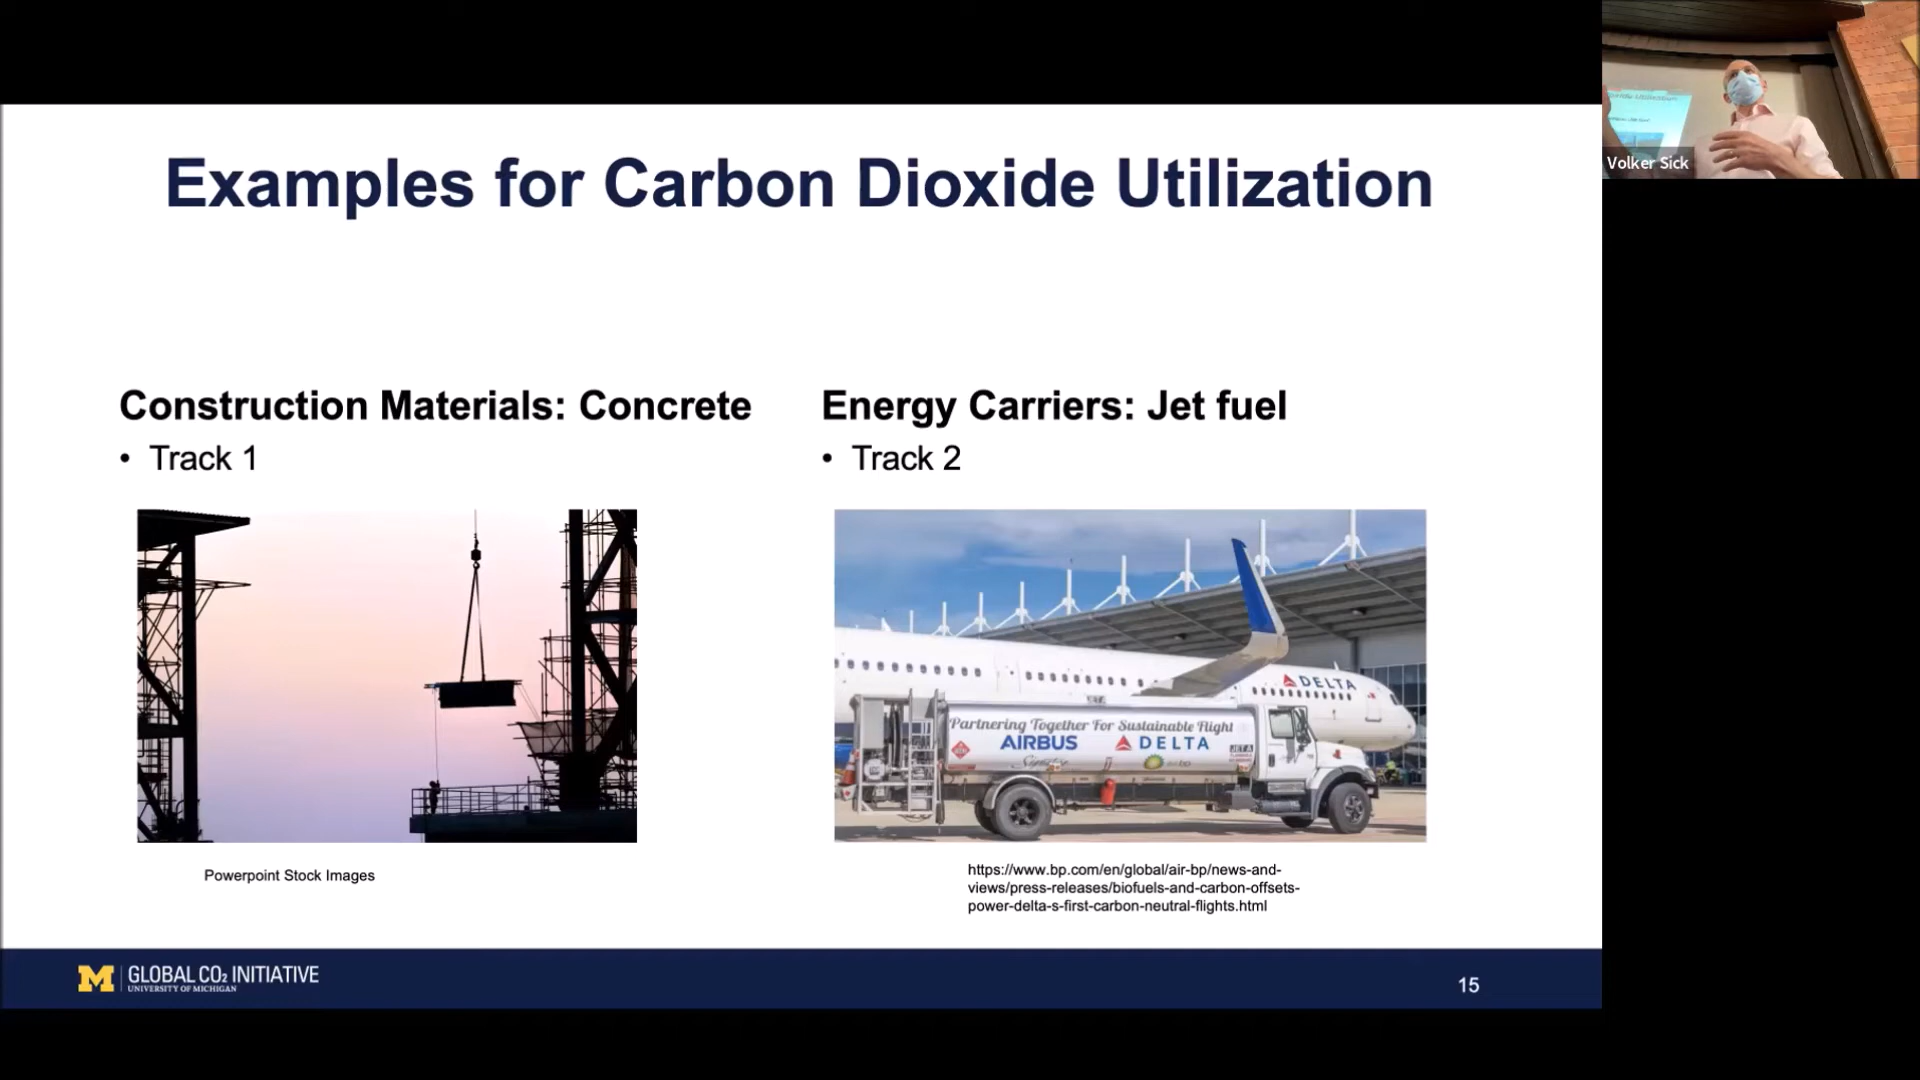 Examples for Carbon Dioxide Utilization
Volker Sick
Construction Materials: Concrete
• Track 1
Energy Carriers: Jet fuel
• Track 2
DELTA
Partnering Together For Sustainable Flight
AIRBUS DELTA
Signature
bp
JET A
Powerpoint Stock Images
https://www.bp.com/en/global/air-bp/news-and-
views/press-releases/biofuels-and-carbon-offsets-
power-delta-s-first-carbon-neutral-flights.html
M GLOBAL CO₂ INITIATIVE
UNIVERSITY OF MICHIGAN
15